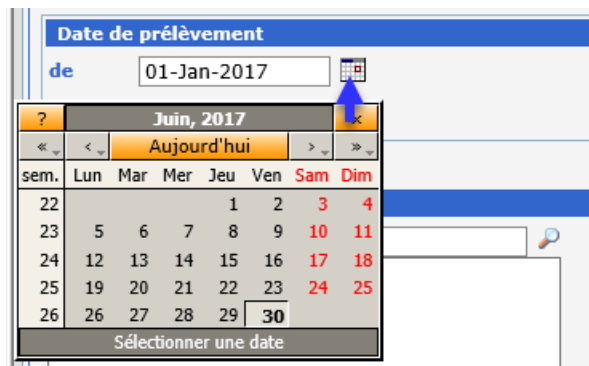 Date de prélèvement
de 01-Jan-2017
? Juin, 2017 ×
« ‹ Aujourd'hui › »
sem. Lun Mar Mer Jeu Ven Sam Dim
22 1 2 3 4
23 5 6 7 8 9 10 11
24 12 13 14 15 16 17 18
25 19 20 21 22 23 24 25
26 26 27 28 29 30
Sélectionner une date